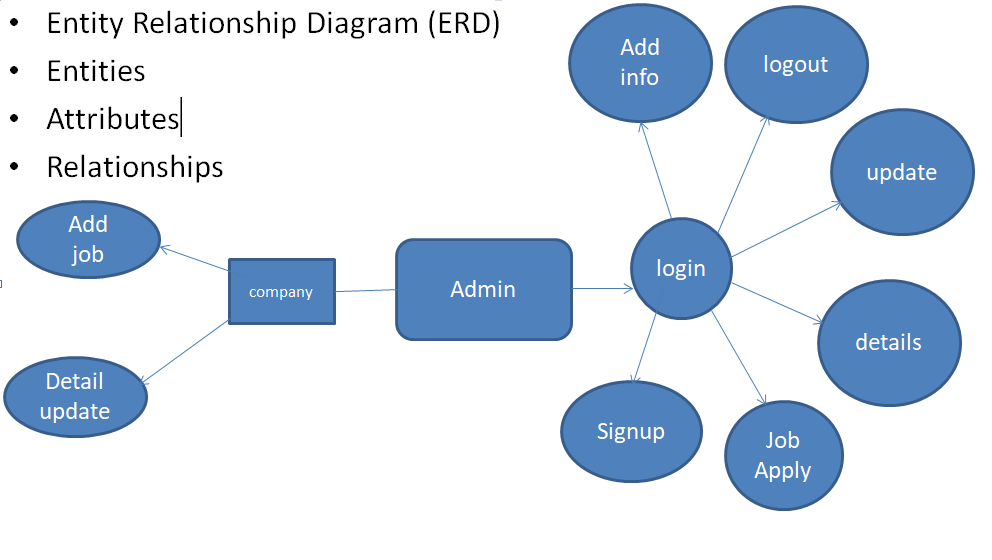 Entity Relationship Diagram (ERD)
Entities
Attributes
Relationships
Add
info
logout
update
Add
job
company
Admin
login
details
Detail
update
Signup
Job
Apply